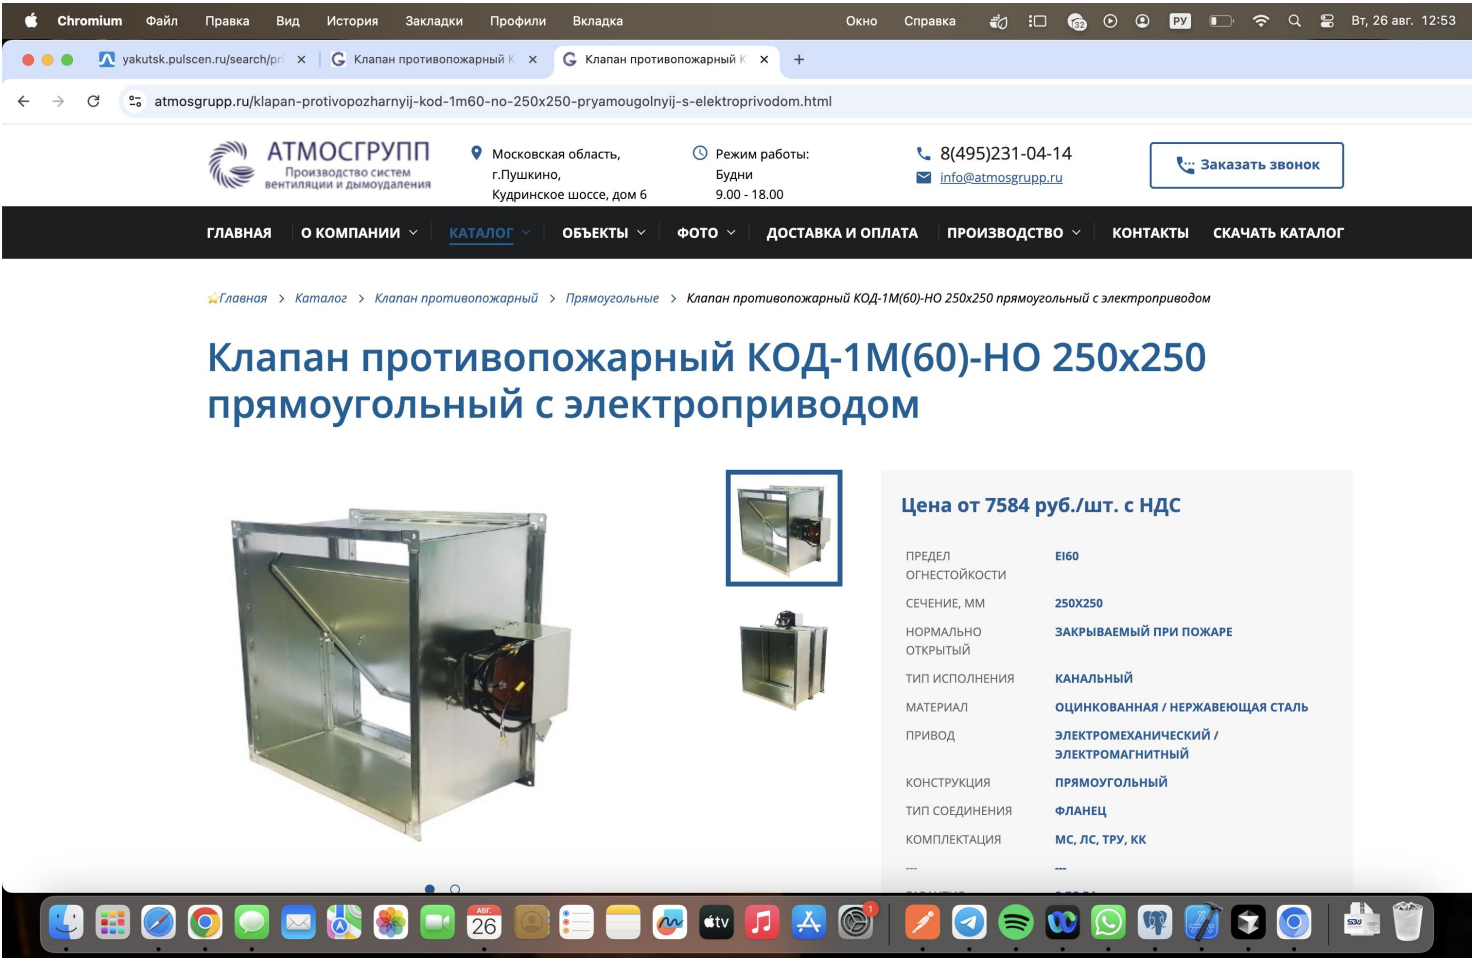 Chromium Файл Правка Вид История Закладки Профили Вкладка Окно Справка 32 РУ Вт, 26 авг. 12:53
yakutsk.pulscen.ru/search/pri Клапан противопожарный К Клапан противопожарный К
atmosgrupp.ru/klapan-protivopozharnyij-kod-1m60-no-250x250-pryamougolnyij-s-elektroprivodom.html
АТМОСГРУПП
Производство систем
вентиляции и дымоудаления
Московская область,
г.Пушкино,
Кудринское шоссе, дом 6
Режим работы:
Будни
9.00 - 18.00
8(495)231-04-14
info@atmosgrupp.ru
Заказать звонок
ГЛАВНАЯ О КОМПАНИИ КАТАЛОГ ОБЪЕКТЫ ФОТО ДОСТАВКА И ОПЛАТА ПРОИЗВОДСТВО КОНТАКТЫ СКАЧАТЬ КАТАЛОГ
Главная > Каталог > Клапан противопожарный > Прямоугольные > Клапан противопожарный КОД-1М(60)-НО 250х250 прямоугольный с электроприводом
Клапан противопожарный КОД-1М(60)-НО 250х250
прямоугольный с электроприводом
Цена от 7584 руб./шт. с НДС
ПРЕДЕЛ EI60
ОГНЕСТОЙКОСТИ
СЕЧЕНИЕ, ММ 250Х250
НОРМАЛЬНО ЗАКРЫВАЕМЫЙ ПРИ ПОЖАРЕ
ОТКРЫТЫЙ
ТИП ИСПОЛНЕНИЯ КАНАЛЬНЫЙ
МАТЕРИАЛ ОЦИНКОВАННАЯ / НЕРЖАВЕЮЩАЯ СТАЛЬ
ПРИВОД ЭЛЕКТРОМЕХАНИЧЕСКИЙ /
ЭЛЕКТРОМАГНИТНЫЙ
КОНСТРУКЦИЯ ПРЯМОУГОЛЬНЫЙ
ТИП СОЕДИНЕНИЯ ФЛАНЕЦ
КОМПЛЕКТАЦИЯ МС, ЛС, ТРУ, КК
--- ---
АВГ.
26
tv
1